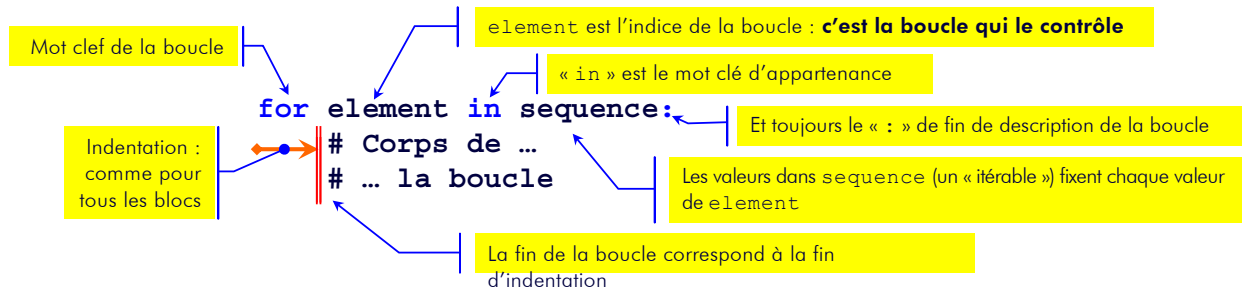 element est l’indice de la boucle : c’est la boucle qui le contrôle
Mot clef de la boucle
« in » est le mot clé d’appartenance
for element in sequence:
Et toujours le « : » de fin de description de la boucle
Indentation :
comme pour
tous les blocs
# Corps de …
# … la boucle
Les valeurs dans sequence (un « itérable ») fixent chaque valeur
de element
La fin de la boucle correspond à la fin
d’indentation